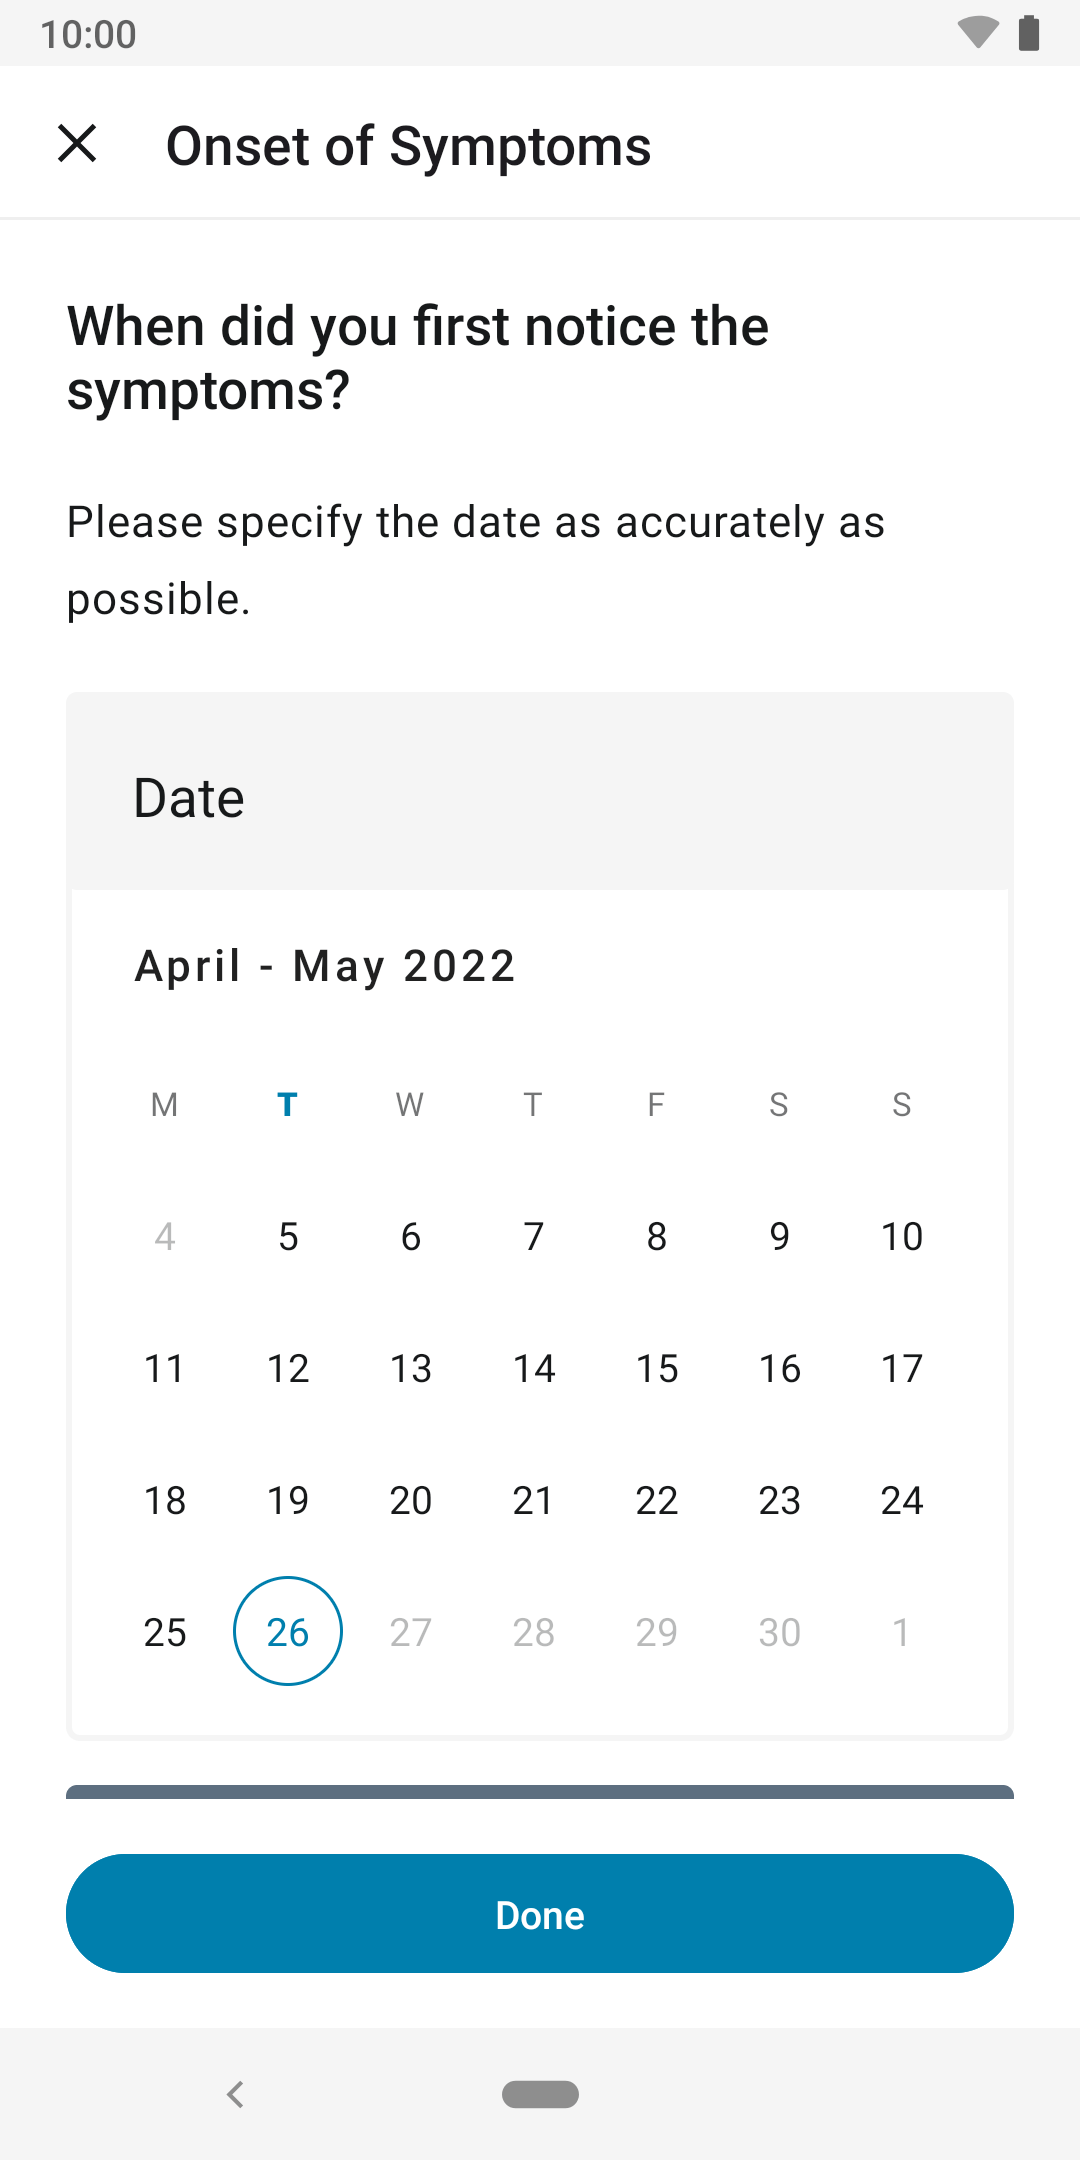 10:00
Onset of Symptoms
When did you first notice the
symptoms?
Please specify the date as accurately as
possible.
Date
April - May 2022
M T W T F S S
4 5 6 7 8 9 10
11 12 13 14 15 16 17
18 19 20 21 22 23 24
25 26 27 28 29 30 1
Done